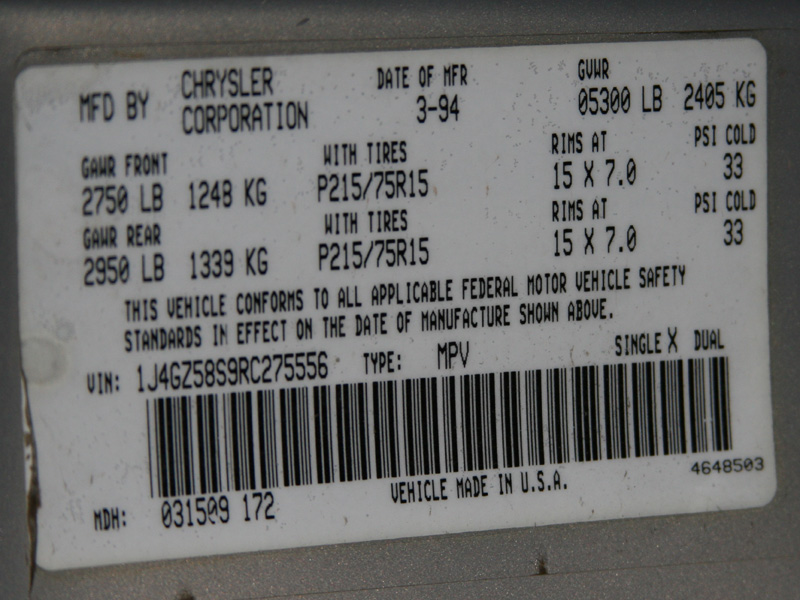 MFD BY CHRYSLER CORPORATION DATE OF MFR 3-94 GVWR 05300 LB 2405 KG
GAWR FRONT WITH TIRES RIMS AT PSI COLD
2750 LB 1248 KG P215/75R15 15 X 7.0 33
GAWR REAR WITH TIRES RIMS AT PSI COLD
2950 LB 1339 KG P215/75R15 15 X 7.0 33
THIS VEHICLE CONFORMS TO ALL APPLICABLE FEDERAL MOTOR VEHICLE SAFETY
STANDARDS IN EFFECT ON THE DATE OF MANUFACTURE SHOWN ABOVE.
VIN: 1J4GZ58S9RC275556 TYPE: MPV SINGLE X DUAL
MDH: 031509 172 VEHICLE MADE IN U.S.A. 4648503